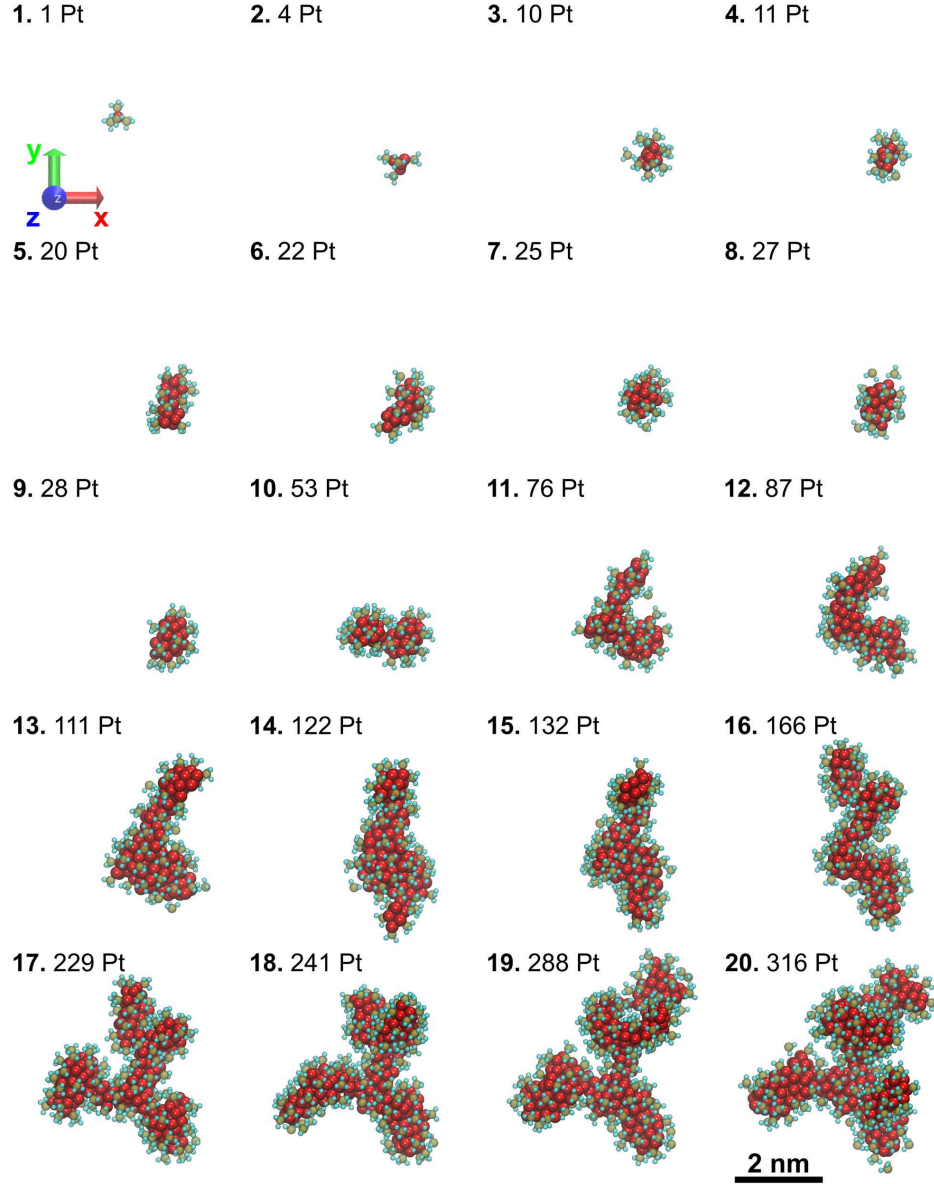 1. 1 Pt
2. 4 Pt
3. 10 Pt
4. 11 Pt
y
z
z
x
5. 20 Pt
6. 22 Pt
7. 25 Pt
8. 27 Pt
9. 28 Pt
10. 53 Pt
11. 76 Pt
12. 87 Pt
13. 111 Pt
14. 122 Pt
15. 132 Pt
16. 166 Pt
17. 229 Pt
18. 241 Pt
19. 288 Pt
20. 316 Pt
2 nm